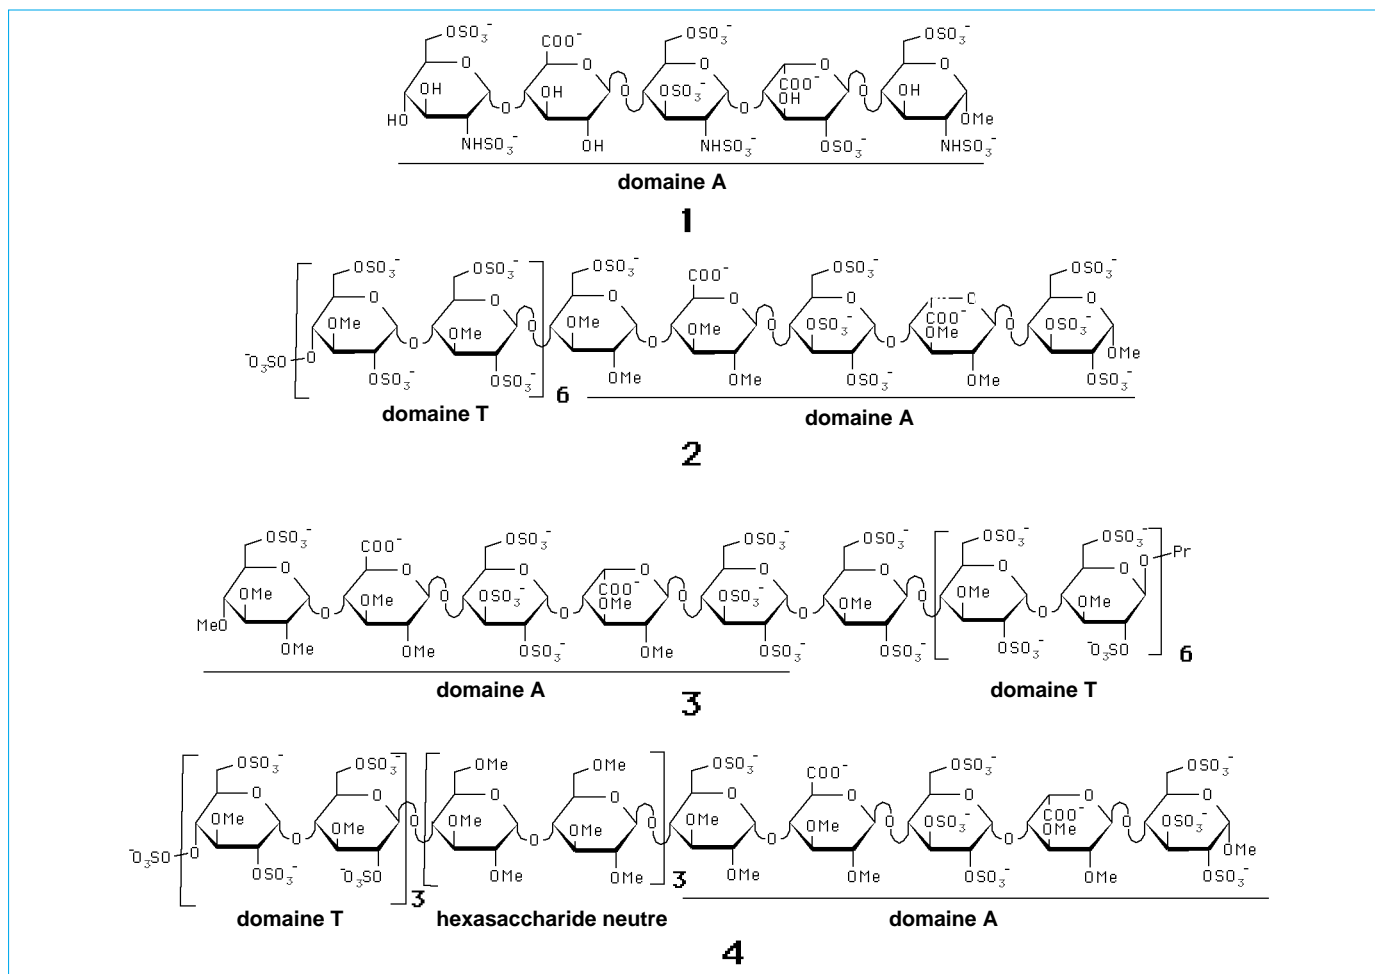 OSO₃⁻ COO⁻ OSO₃⁻ OSO₃⁻
O O O O O
OH OH O OSO₃⁻ COO⁻ OH O OH
HO O O OMe
NHSO₃⁻ OH NHSO₃⁻ OSO₃⁻ NHSO₃⁻
domaine A
1
OSO₃⁻ OSO₃⁻ OSO₃⁻ COO⁻ OSO₃⁻ OSO₃⁻
O O O O O O O
OMe OMe O OMe OMe O OSO₃⁻ COO⁻ OMe O OSO₃⁻
⁻O₃SO O O O O OMe
OSO₃⁻ OSO₃⁻ OMe OMe OSO₃⁻ OMe OSO₃⁻
6
domaine T domaine A
2
OSO₃⁻ COO⁻ OSO₃⁻ OSO₃⁻ OSO₃⁻ OSO₃⁻ OSO₃⁻
O O O O O O O O O Pr
OMe OMe O OSO₃⁻ COO⁻ OMe O OSO₃⁻ OMe O OMe OMe
MeO O O O O
OMe OMe OSO₃⁻ OMe OSO₃⁻ OSO₃⁻ OSO₃⁻ ⁻O₃SO
6
domaine A domaine T
3
OSO₃⁻ OSO₃⁻ OMe OMe OSO₃⁻ COO⁻ OSO₃⁻ OSO₃⁻
O O O O O O O O O
OMe OMe O OMe OMe O OMe OMe O OSO₃⁻ COO⁻ OMe O OSO₃⁻
⁻O₃SO O O O O O OMe
OSO₃⁻ ⁻O₃SO OMe OMe OMe OMe OSO₃⁻ OMe OSO₃⁻
3 3
domaine T hexasaccharide neutre domaine A
4